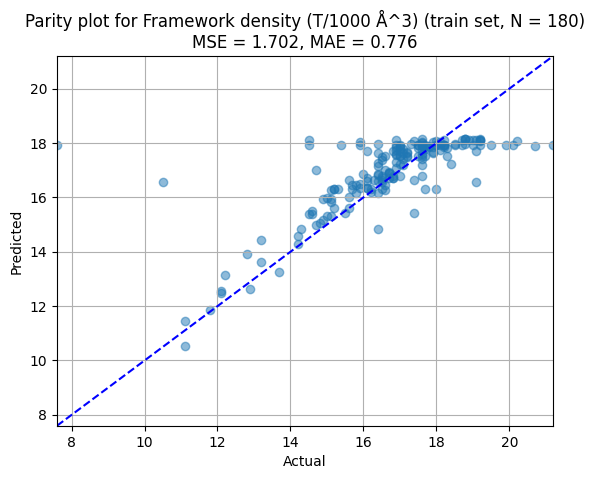 Parity plot for Framework density (T/1000 Å^3) (train set, N = 180)
MSE = 1.702, MAE = 0.776
20
18
16
14
12
10
8
Predicted
8 10 12 14 16 18 20
Actual